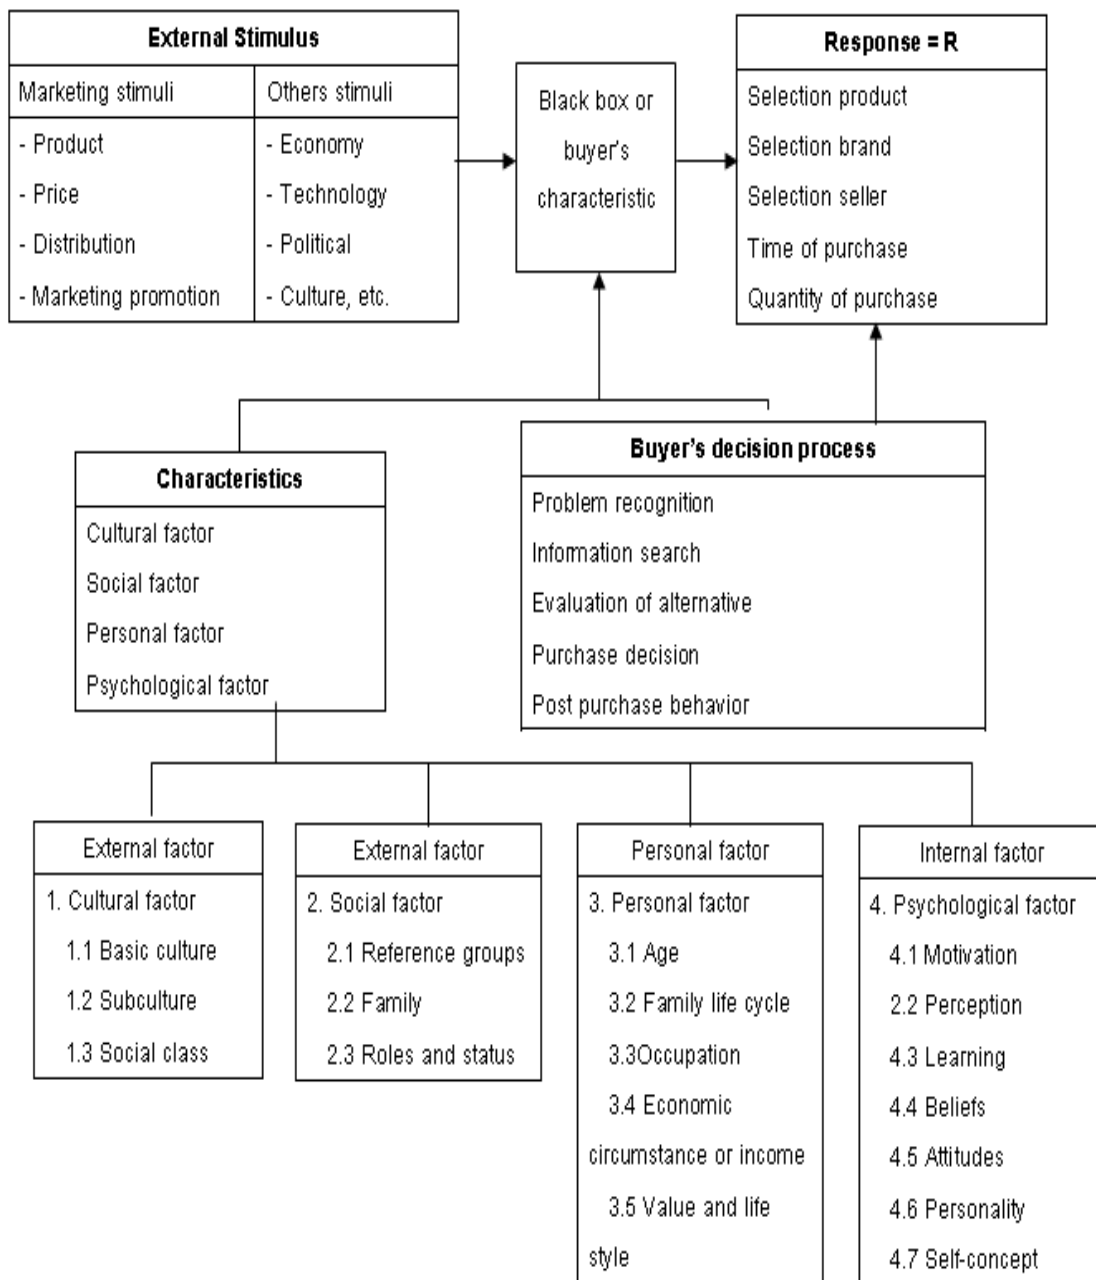 External Stimulus
Marketing stimuli
Others stimuli
- Product
- Economy
- Price
- Technology
- Distribution
- Political
- Marketing promotion
- Culture, etc.
Black box or
buyer's
characteristic
Response = R
Selection product
Selection brand
Selection seller
Time of purchase
Quantity of purchase
Characteristics
Cultural factor
Social factor
Personal factor
Psychological factor
Buyer's decision process
Problem recognition
Information search
Evaluation of alternative
Purchase decision
Post purchase behavior
External factor
1. Cultural factor
1.1 Basic culture
1.2 Subculture
1.3 Social class
External factor
2. Social factor
2.1 Reference groups
2.2 Family
2.3 Roles and status
Personal factor
3. Personal factor
3.1 Age
3.2 Family life cycle
3.3Occupation
3.4 Economic
circumstance or income
3.5 Value and life
style
Internal factor
4. Psychological factor
4.1 Motivation
2.2 Perception
4.3 Learning
4.4 Beliefs
4.5 Attitudes
4.6 Personality
4.7 Self-concept